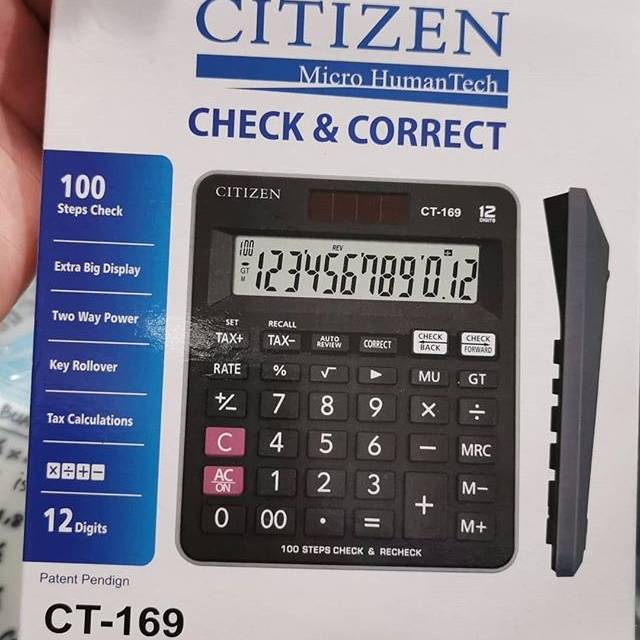 CITIZEN
Micro HumanTech
CHECK & CORRECT
100
Steps Check
Extra Big Display
Two Way Power
Key Rollover
Tax Calculations
× ÷ + −
12 Digits
CITIZEN
CT-169 12
DIGITS
100 REV
GT
M
123456789'0.12
SET RECALL
TAX+ TAX− AUTO REVIEW CORRECT CHECK BACK CHECK FORWARD
RATE % √ ▶ MU GT
+/− 7 8 9 × ÷
C 4 5 6 − MRC
AC ON 1 2 3 + M−
0 00 · = M+
100 STEPS CHECK & RECHECK
Patent Pendign
CT-169